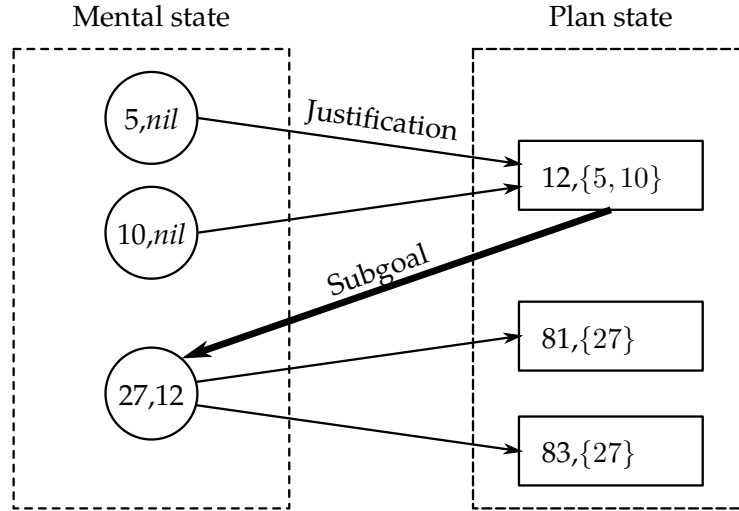 Mental state
Plan state
5,nil
Justification
12,{5, 10}
10,nil
Subgoal
81,{27}
27,12
83,{27}